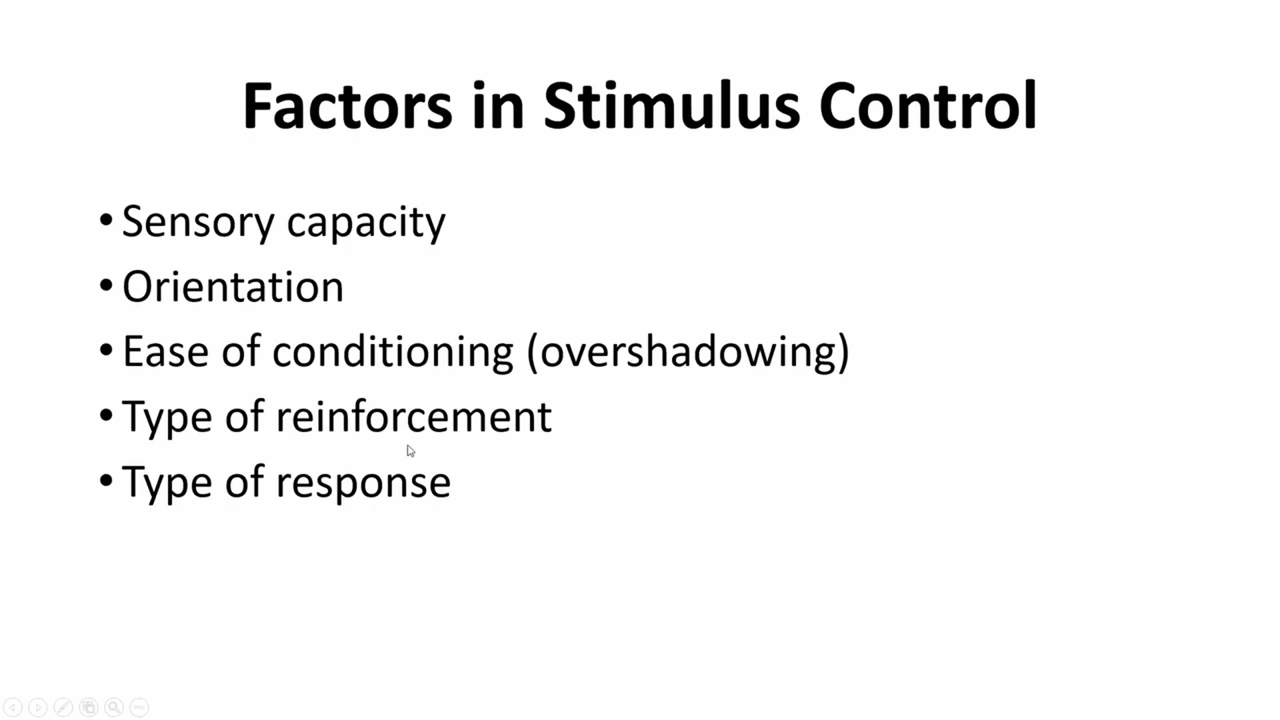 Factors in Stimulus Control
• Sensory capacity
• Orientation
• Ease of conditioning (overshadowing)
• Type of reinforcement
• Type of response